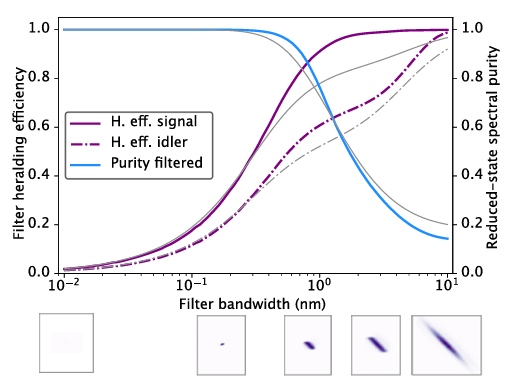 1.0
0.8
0.6
0.4
0.2
0.0
Filter heralding efficiency
H. eff. signal
H. eff. idler
Purity filtered
1.0
0.8
0.6
0.4
0.2
0.0
Reduced−state spectral purity
10⁻² 10⁻¹ 10⁰ 10¹
Filter bandwidth (nm)